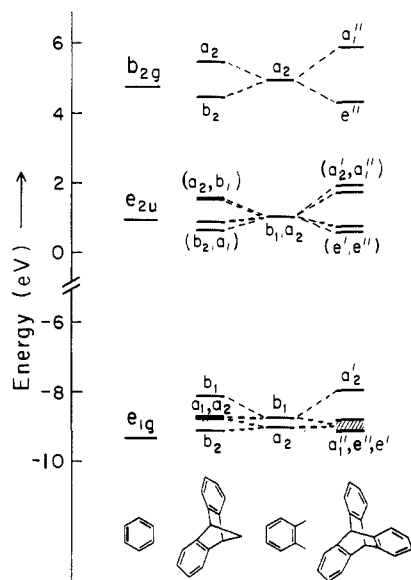 Energy (eV)
6
4
2
0
-6
-8
-10
b₂g
e₂u
e₁g
a₂
b₂
(a₂,b₁)
(b₂,a₁)
b₁
a₁,a₂
b₂
a₂
b₁,a₂
b₁
a₂
a₁''
e''
(a₂',a₁'')
(e',e'')
a₂'
a₁'',e'',e'